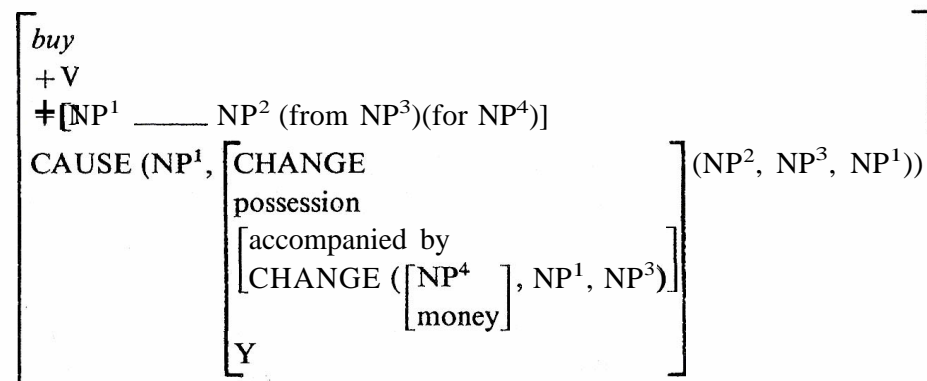 buy
+V
+[NP¹ _____ NP² (from NP³)(for NP⁴)]
CAUSE (NP¹, [CHANGE (NP², NP³, NP¹))
possession
[accompanied by
CHANGE ([NP⁴ ], NP¹, NP³)]
[money]
Y